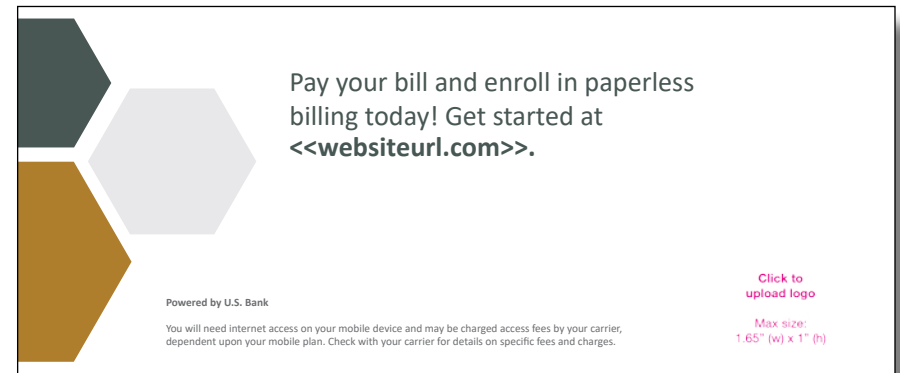 Pay your bill and enroll in paperless
billing today! Get started at
<<websiteurl.com>>.
Powered by U.S. Bank
You will need internet access on your mobile device and may be charged access fees by your carrier,
dependent upon your mobile plan. Check with your carrier for details on specific fees and charges.
Click to
upload logo
Max size:
1.65" (w) x 1" (h)